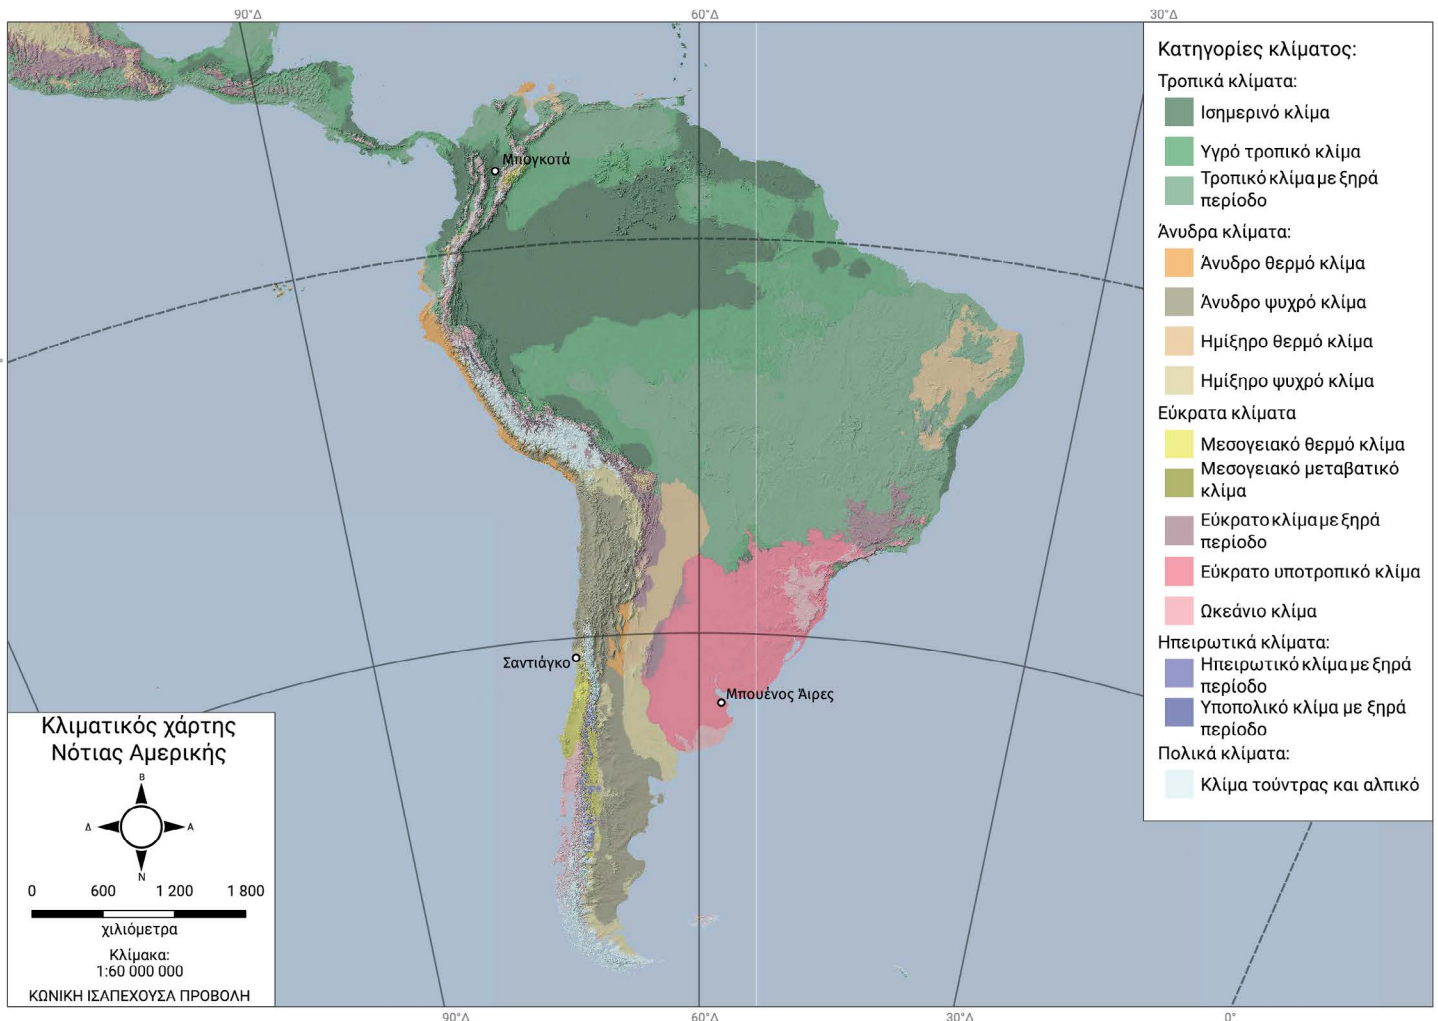 90°Δ
60°Δ
30°Δ
Κατηγορίες κλίματος:
Τροπικά κλίματα:
Ισημερινό κλίμα
Υγρό τροπικό κλίμα
Τροπικό κλίμα με ξηρά
περίοδο
Άνυδρα κλίματα:
Άνυδρο θερμό κλίμα
Άνυδρο ψυχρό κλίμα
Ημίξηρο θερμό κλίμα
Ημίξηρο ψυχρό κλίμα
Εύκρατα κλίματα
Μεσογειακό θερμό κλίμα
Μεσογειακό μεταβατικό
κλίμα
Εύκρατο κλίμα με ξηρά
περίοδο
Εύκρατο υποτροπικό κλίμα
Ωκεάνιο κλίμα
Ηπειρωτικά κλίματα:
Ηπειρωτικό κλίμα με ξηρά
περίοδο
Υποπολικό κλίμα με ξηρά
περίοδο
Πολικά κλίματα:
Κλίμα τούντρας και αλπικό
Μπογκοτά
Σαντιάγκο
Μπουένος Άιρες
Κλιματικός χάρτης
Νότιας Αμερικής
Β
Δ
Α
Ν
0 600 1 200 1 800
χιλιόμετρα
Κλίμακα:
1:60 000 000
ΚΩΝΙΚΗ ΙΣΑΠΕΧΟΥΣΑ ΠΡΟΒΟΛΗ
90°Δ
60°Δ
30°Δ
0°